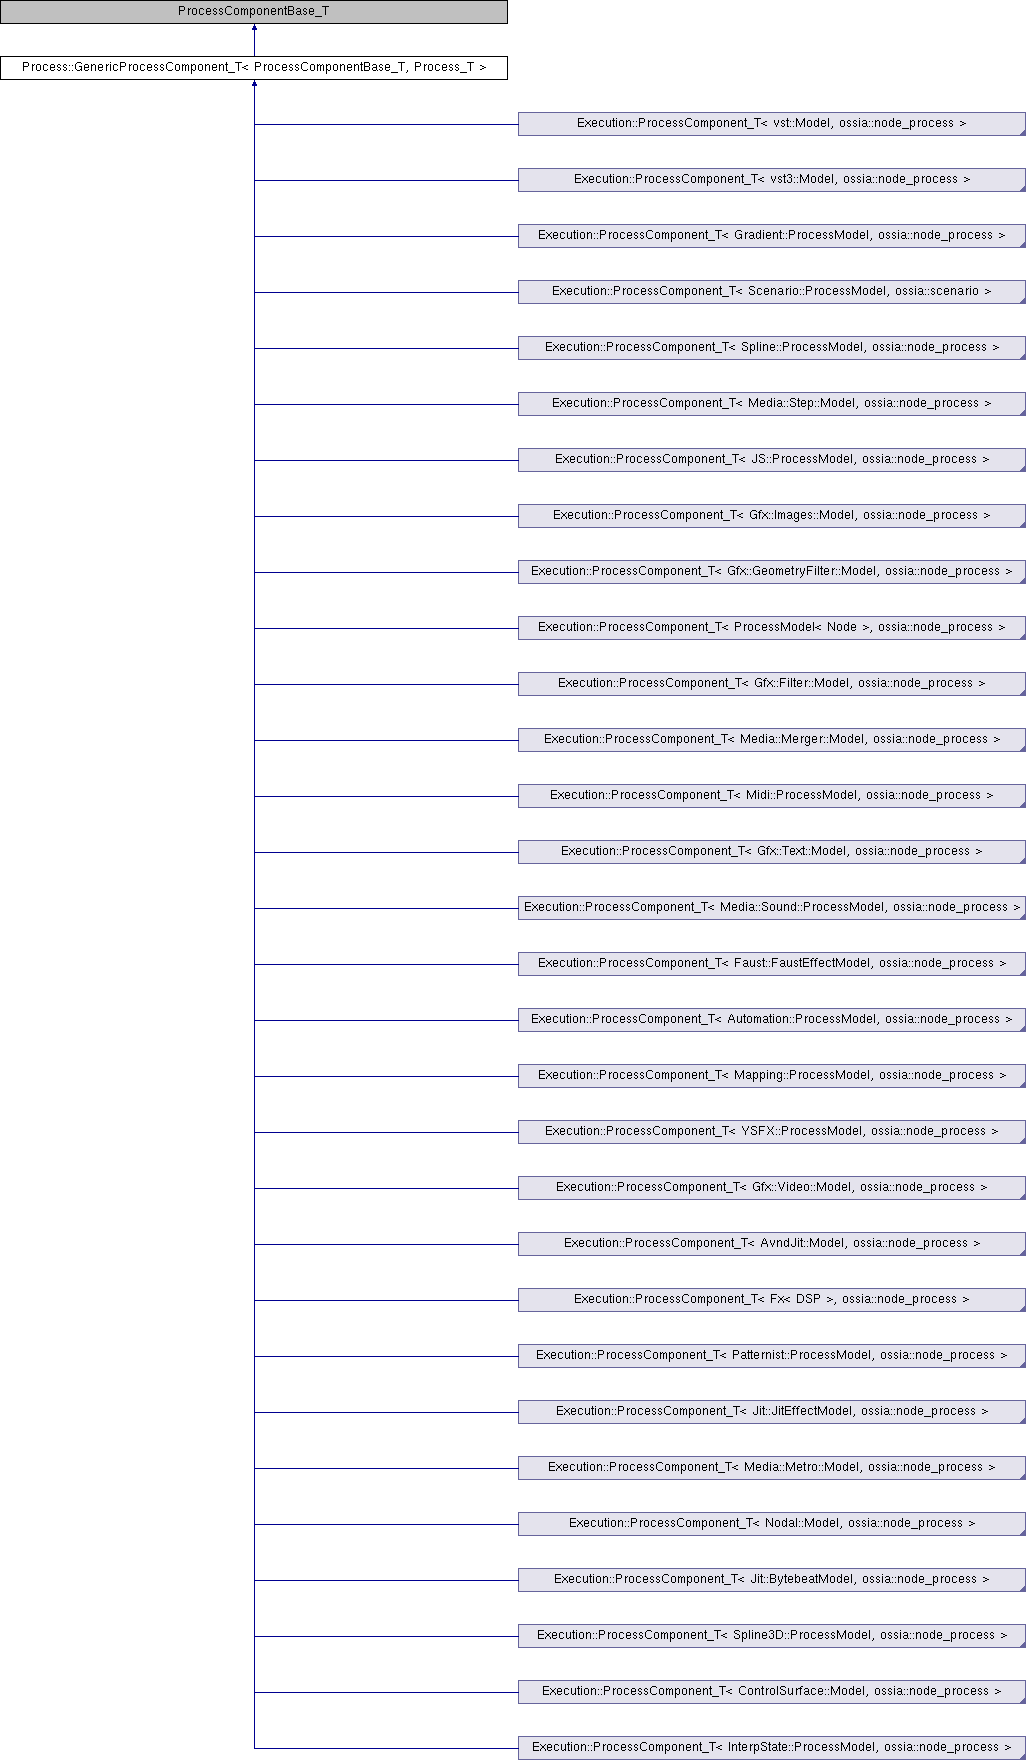 ProcessComponentBase_T
Process::GenericProcessComponent_T< ProcessComponentBase_T, Process_T >
Execution::ProcessComponent_T< vst::Model, ossia::node_process >
Execution::ProcessComponent_T< vst3::Model, ossia::node_process >
Execution::ProcessComponent_T< Gradient::ProcessModel, ossia::node_process >
Execution::ProcessComponent_T< Scenario::ProcessModel, ossia::scenario >
Execution::ProcessComponent_T< Spline::ProcessModel, ossia::node_process >
Execution::ProcessComponent_T< Media::Step::Model, ossia::node_process >
Execution::ProcessComponent_T< JS::ProcessModel, ossia::node_process >
Execution::ProcessComponent_T< Gfx::Images::Model, ossia::node_process >
Execution::ProcessComponent_T< Gfx::GeometryFilter::Model, ossia::node_process >
Execution::ProcessComponent_T< ProcessModel< Node >, ossia::node_process >
Execution::ProcessComponent_T< Gfx::Filter::Model, ossia::node_process >
Execution::ProcessComponent_T< Media::Merger::Model, ossia::node_process >
Execution::ProcessComponent_T< Midi::ProcessModel, ossia::node_process >
Execution::ProcessComponent_T< Gfx::Text::Model, ossia::node_process >
Execution::ProcessComponent_T< Media::Sound::ProcessModel, ossia::node_process >
Execution::ProcessComponent_T< Faust::FaustEffectModel, ossia::node_process >
Execution::ProcessComponent_T< Automation::ProcessModel, ossia::node_process >
Execution::ProcessComponent_T< Mapping::ProcessModel, ossia::node_process >
Execution::ProcessComponent_T< YSFX::ProcessModel, ossia::node_process >
Execution::ProcessComponent_T< Gfx::Video::Model, ossia::node_process >
Execution::ProcessComponent_T< AvndJit::Model, ossia::node_process >
Execution::ProcessComponent_T< Fx< DSP >, ossia::node_process >
Execution::ProcessComponent_T< Patternist::ProcessModel, ossia::node_process >
Execution::ProcessComponent_T< Jit::JitEffectModel, ossia::node_process >
Execution::ProcessComponent_T< Media::Metro::Model, ossia::node_process >
Execution::ProcessComponent_T< Nodal::Model, ossia::node_process >
Execution::ProcessComponent_T< Jit::BytebeatModel, ossia::node_process >
Execution::ProcessComponent_T< Spline3D::ProcessModel, ossia::node_process >
Execution::ProcessComponent_T< ControlSurface::Model, ossia::node_process >
Execution::ProcessComponent_T< InterpState::ProcessModel, ossia::node_process >